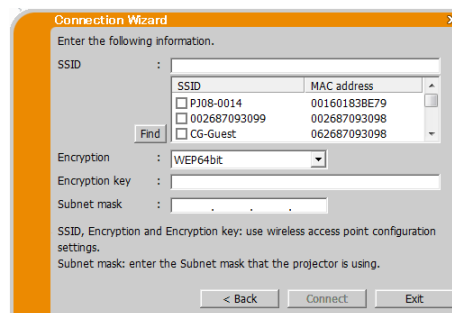 Connection Wizard
Enter the following information.
SSID :
SSID MAC address
PJ08-0014 00160183BE79
002687093099 002687093098
CG-Guest 062687093098
Find
Encryption : WEP64bit
Encryption key :
Subnet mask : . . .
SSID, Encryption and Encryption key: use wireless access point configuration
settings.
Subnet mask: enter the Subnet mask that the projector is using.
< Back Connect Exit